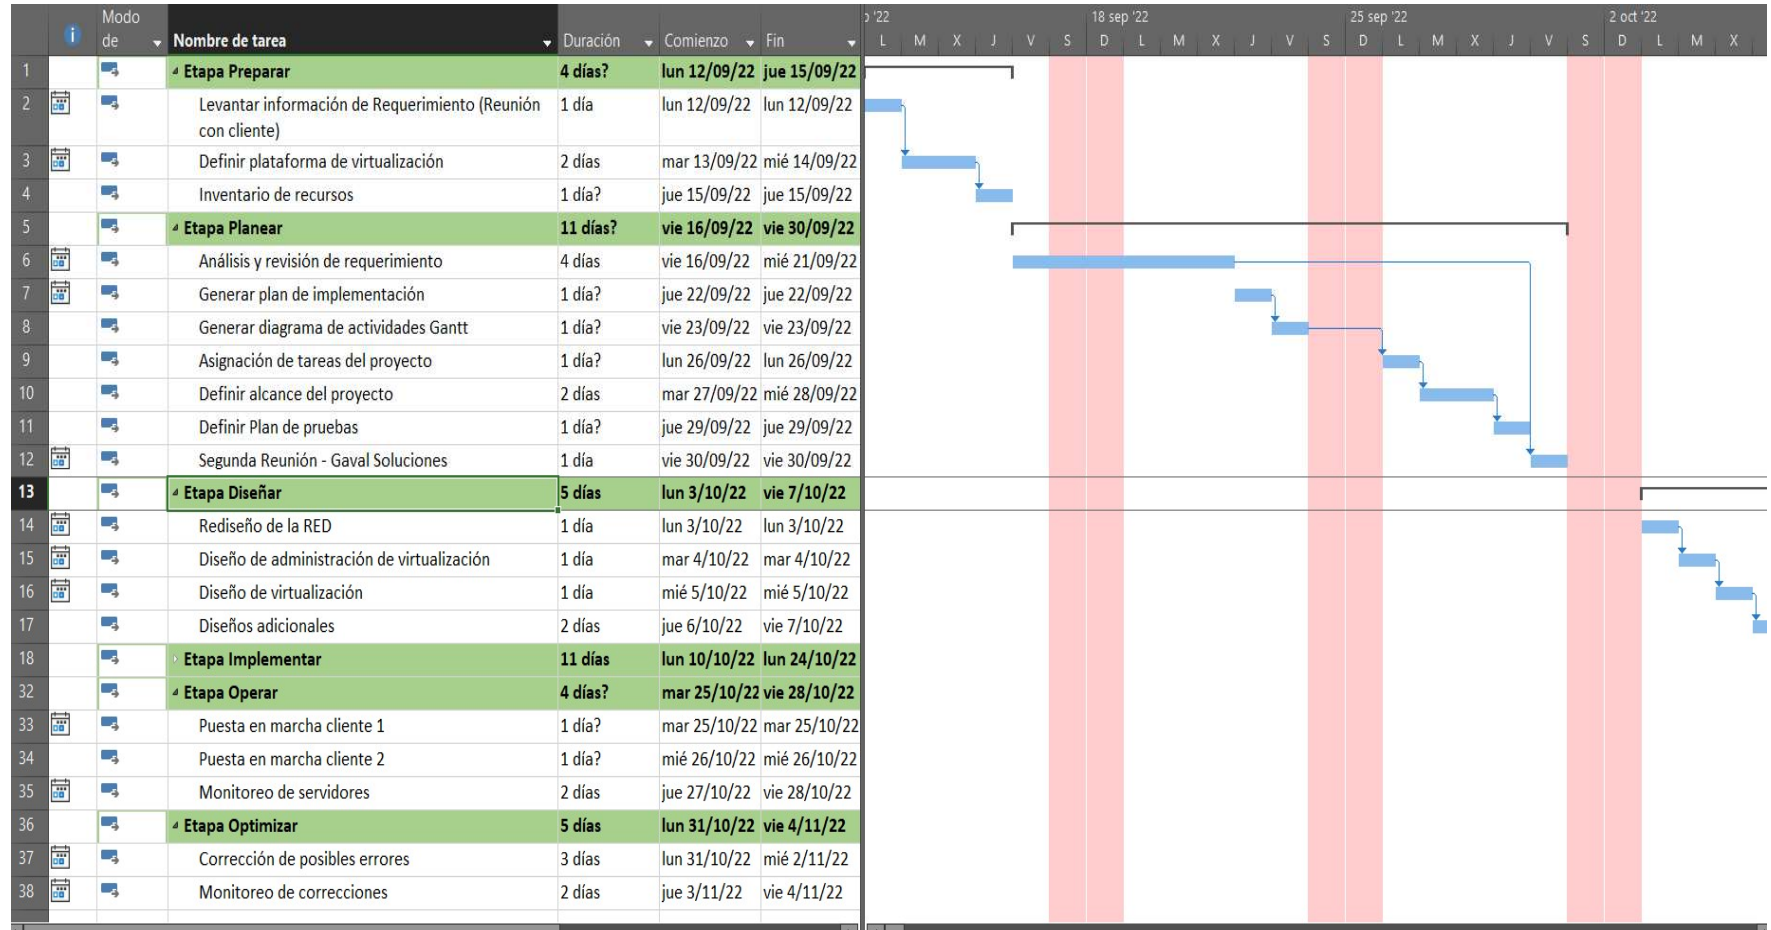 Modo de Nombre de tarea Duración Comienzo Fin
'22 18 sep '22 25 sep '22 2 oct '22
L M X J V S D L M X J V S D L M X J V S D L M X
1 Etapa Preparar 4 días? lun 12/09/22 jue 15/09/22
2 Levantar información de Requerimiento (Reunión 1 día lun 12/09/22 lun 12/09/22
con cliente)
3 Definir plataforma de virtualización 2 días mar 13/09/22 mié 14/09/22
4 Inventario de recursos 1 día? jue 15/09/22 jue 15/09/22
5 Etapa Planear 11 días? vie 16/09/22 vie 30/09/22
6 Análisis y revisión de requerimiento 4 días vie 16/09/22 mié 21/09/22
7 Generar plan de implementación 1 día? jue 22/09/22 jue 22/09/22
8 Generar diagrama de actividades Gantt 1 día? vie 23/09/22 vie 23/09/22
9 Asignación de tareas del proyecto 1 día? lun 26/09/22 lun 26/09/22
10 Definir alcance del proyecto 2 días mar 27/09/22 mié 28/09/22
11 Definir Plan de pruebas 1 día? jue 29/09/22 jue 29/09/22
12 Segunda Reunión - Gaval Soluciones 1 día vie 30/09/22 vie 30/09/22
13 Etapa Diseñar 5 días lun 3/10/22 vie 7/10/22
14 Rediseño de la RED 1 día lun 3/10/22 lun 3/10/22
15 Diseño de administración de virtualización 1 día mar 4/10/22 mar 4/10/22
16 Diseño de virtualización 1 día mié 5/10/22 mié 5/10/22
17 Diseños adicionales 2 días jue 6/10/22 vie 7/10/22
18 Etapa Implementar 11 días lun 10/10/22 lun 24/10/22
32 Etapa Operar 4 días? mar 25/10/22 vie 28/10/22
33 Puesta en marcha cliente 1 1 día? mar 25/10/22 mar 25/10/22
34 Puesta en marcha cliente 2 1 día? mié 26/10/22 mié 26/10/22
35 Monitoreo de servidores 2 días jue 27/10/22 vie 28/10/22
36 Etapa Optimizar 5 días lun 31/10/22 vie 4/11/22
37 Corrección de posibles errores 3 días lun 31/10/22 mié 2/11/22
38 Monitoreo de correcciones 2 días jue 3/11/22 vie 4/11/22